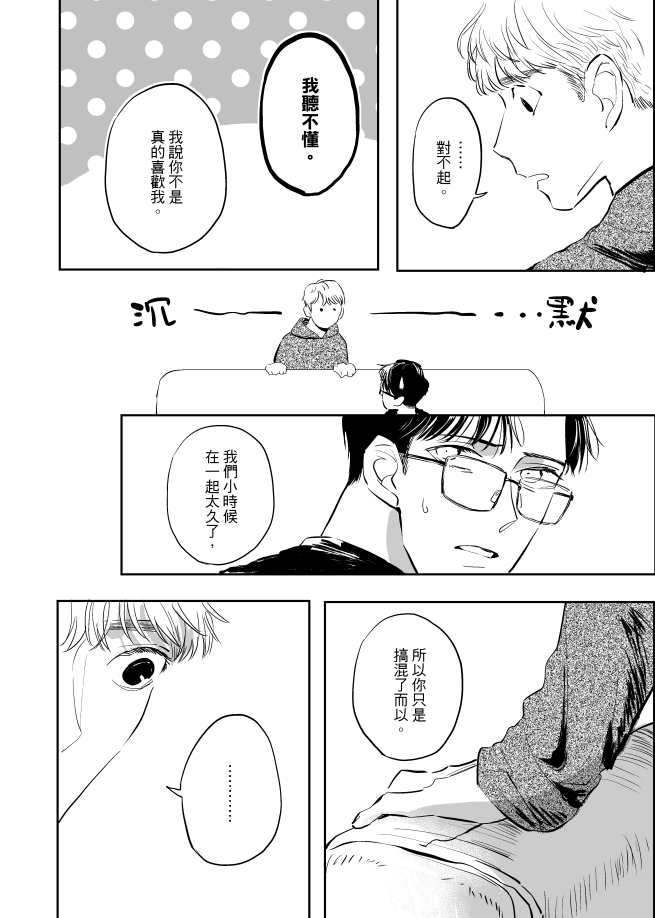 ……
對不起。
我聽不懂。
我說你不是
真的喜歡我。
沉————...默
我們小時候
在一起太久了，
所以你只是
搞混了而以。
………